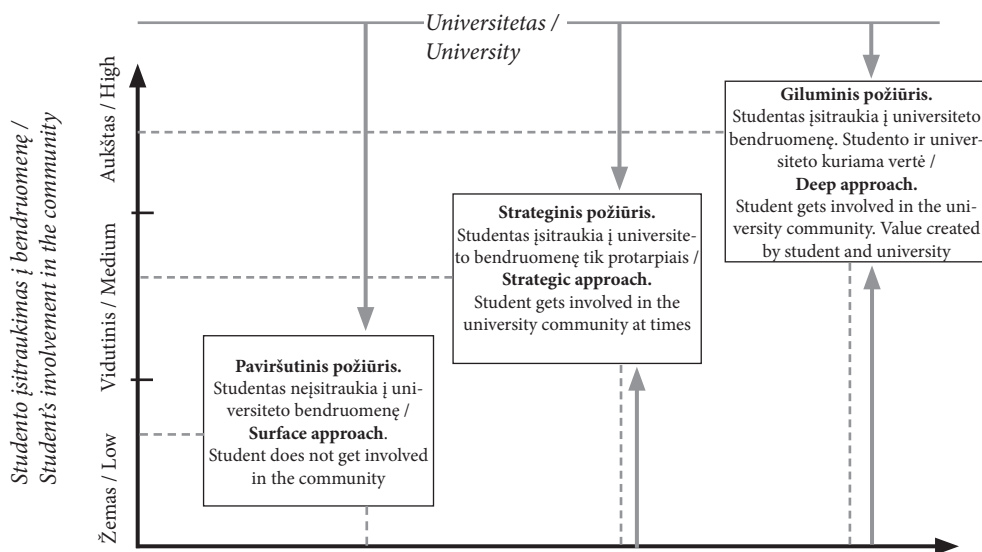 Universitetas /
University
Studento įsitraukimas į bendruomenę /
Student's involvement in the community
Aukštas / High
Vidutinis / Medium
Žemas / Low
Giluminis požiūris.
Studentas įsitraukia į universiteto
bendruomenę. Studento ir univer-
siteto kuriama vertė /
Deep approach.
Student gets involved in the uni-
versity community. Value created
by student and university
Strateginis požiūris.
Studentas įsitraukia į universite-
to bendruomenę tik protarpiais /
Strategic approach.
Student gets involved in the
university community at times
Paviršutinis požiūris.
Studentas neįsitraukia į uni-
versiteto bendruomenę /
Surface approach.
Student does not get involved
in the community